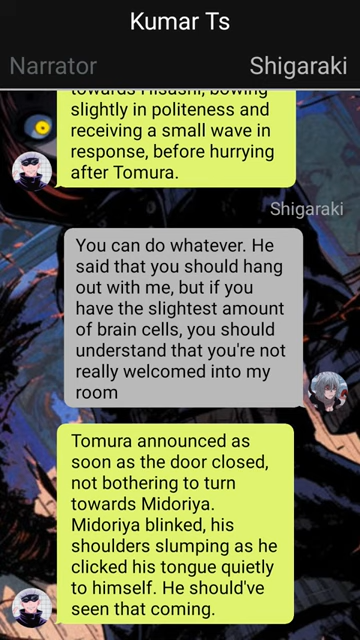 Kumar Ts
Narrator
Shigaraki
towards Hisashi, bowing
slightly in politeness and
receiving a small wave in
response, before hurrying
after Tomura.
Shigaraki
You can do whatever. He
said that you should hang
out with me, but if you
have the slightest amount
of brain cells, you should
understand that you're not
really welcomed into my
room
Tomura announced as
soon as the door closed,
not bothering to turn
towards Midoriya.
Midoriya blinked, his
shoulders slumping as he
clicked his tongue quietly
to himself. He should've
seen that coming.